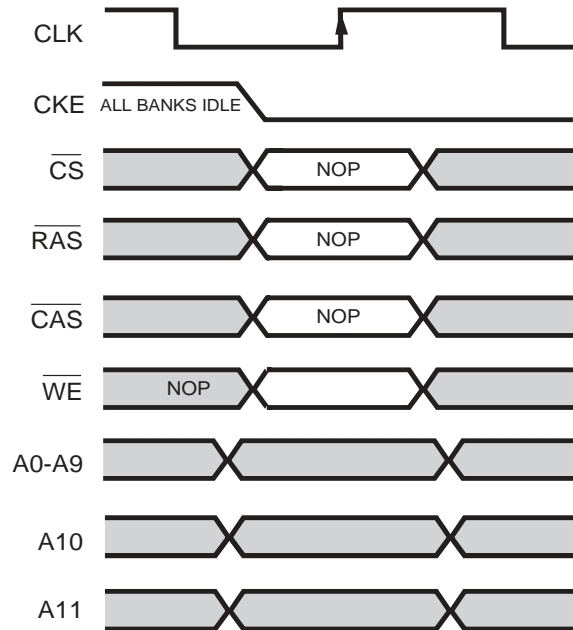 CLK
CKE ALL BANKS IDLE
CS NOP
RAS NOP
CAS NOP
WE NOP
A0-A9
A10
A11